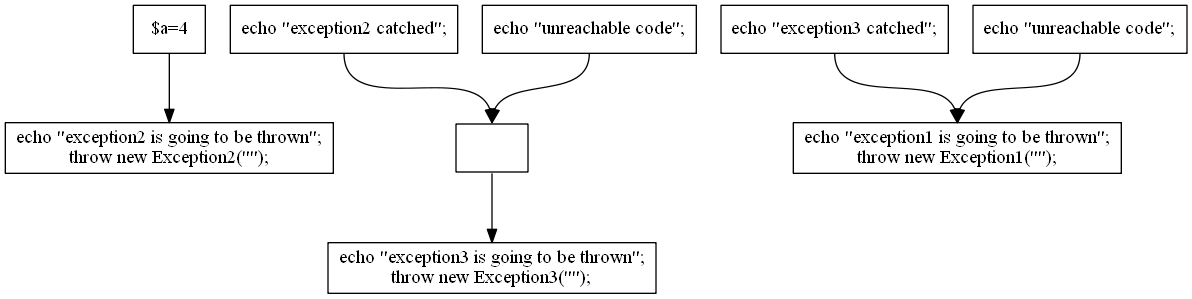 $a=4
echo "exception2 catched";
echo "unreachable code";
echo "exception3 catched";
echo "unreachable code";
echo "exception2 is going to be thrown";
throw new Exception2("");
echo "exception1 is going to be thrown";
throw new Exception1("");
echo "exception3 is going to be thrown";
throw new Exception3("");